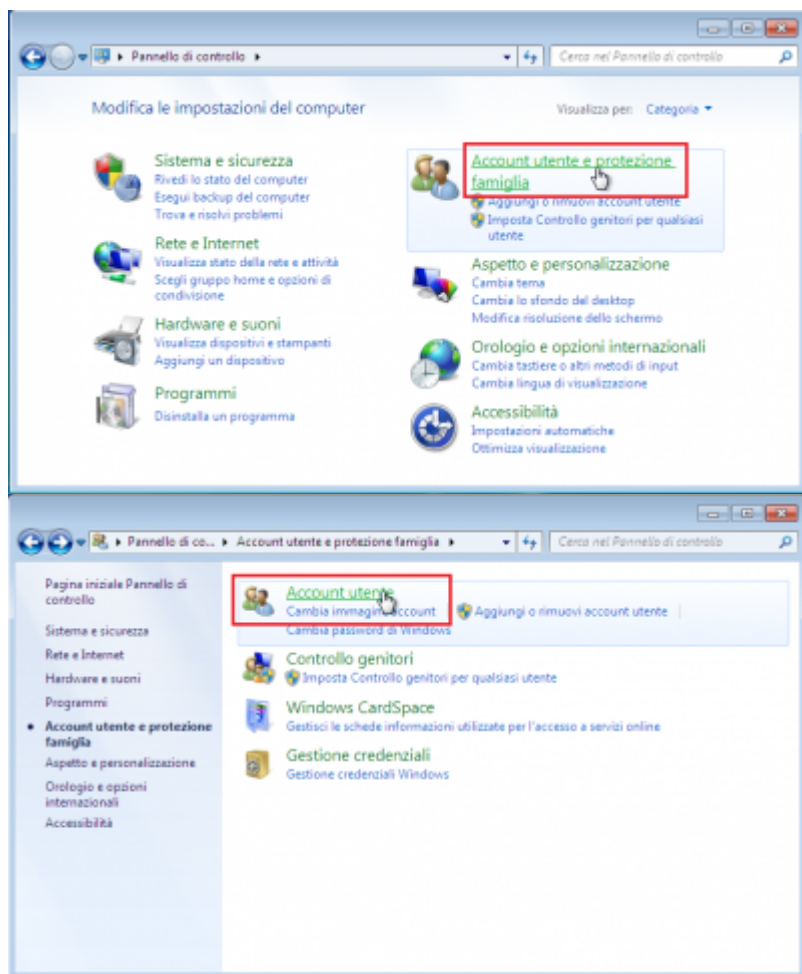 Pannello di controllo
Cerca nel Pannello di controllo
Modifica le impostazioni del computer
Visualizza per: Categoria
Sistema e sicurezza
Rivedi lo stato del computer
Esegui backup del computer
Trova e risolvi problemi
Rete e Internet
Visualizza stato della rete e attività
Scegli gruppo home e opzioni di
condivisione
Hardware e suoni
Visualizza dispositivi e stampanti
Aggiungi un dispositivo
Programmi
Disinstalla un programma
Account utente e protezione
famiglia
Aggiungi o rimuovi account utente
Imposta Controllo genitori per qualsiasi
utente
Aspetto e personalizzazione
Cambia tema
Cambia lo sfondo del desktop
Modifica risoluzione dello schermo
Orologio e opzioni internazionali
Cambia tastiere o altri metodi di input
Cambia lingua di visualizzazione
Accessibilità
Impostazioni automatiche
Ottimizza visualizzazione
Pannello di co... Account utente e protezione famiglia
Cerca nel Pannello di controllo
Pagina iniziale Pannello di
controllo
Sistema e sicurezza
Rete e Internet
Hardware e suoni
Programmi
Account utente e protezione
famiglia
Aspetto e personalizzazione
Orologio e opzioni
internazionali
Accessibilità
Account utente
Cambia immagine account Aggiungi o rimuovi account utente
Cambia password di Windows
Controllo genitori
Imposta Controllo genitori per qualsiasi utente
Windows CardSpace
Gestisci le schede informazioni utilizzate per l'accesso a servizi online
Gestione credenziali
Gestione credenziali Windows